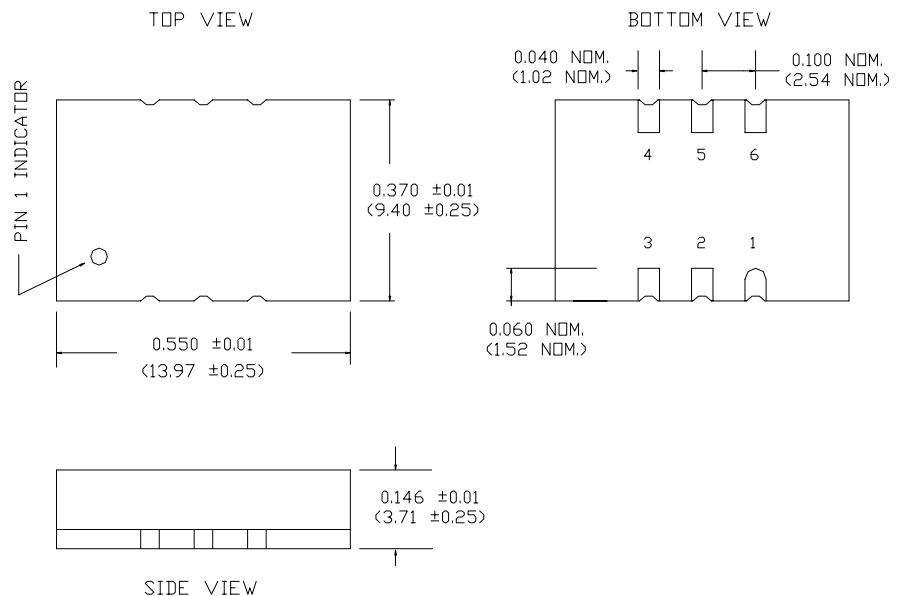 TOP VIEW
BOTTOM VIEW
0.040 NOM.
(1.02 NOM.)
0.100 NOM.
(2.54 NOM.)
PIN 1 INDICATOR
4 5 6
0.370 ±0.01
(9.40 ±0.25)
3 2 1
0.060 NOM.
(1.52 NOM.)
0.550 ±0.01
(13.97 ±0.25)
0.146 ±0.01
(3.71 ±0.25)
SIDE VIEW